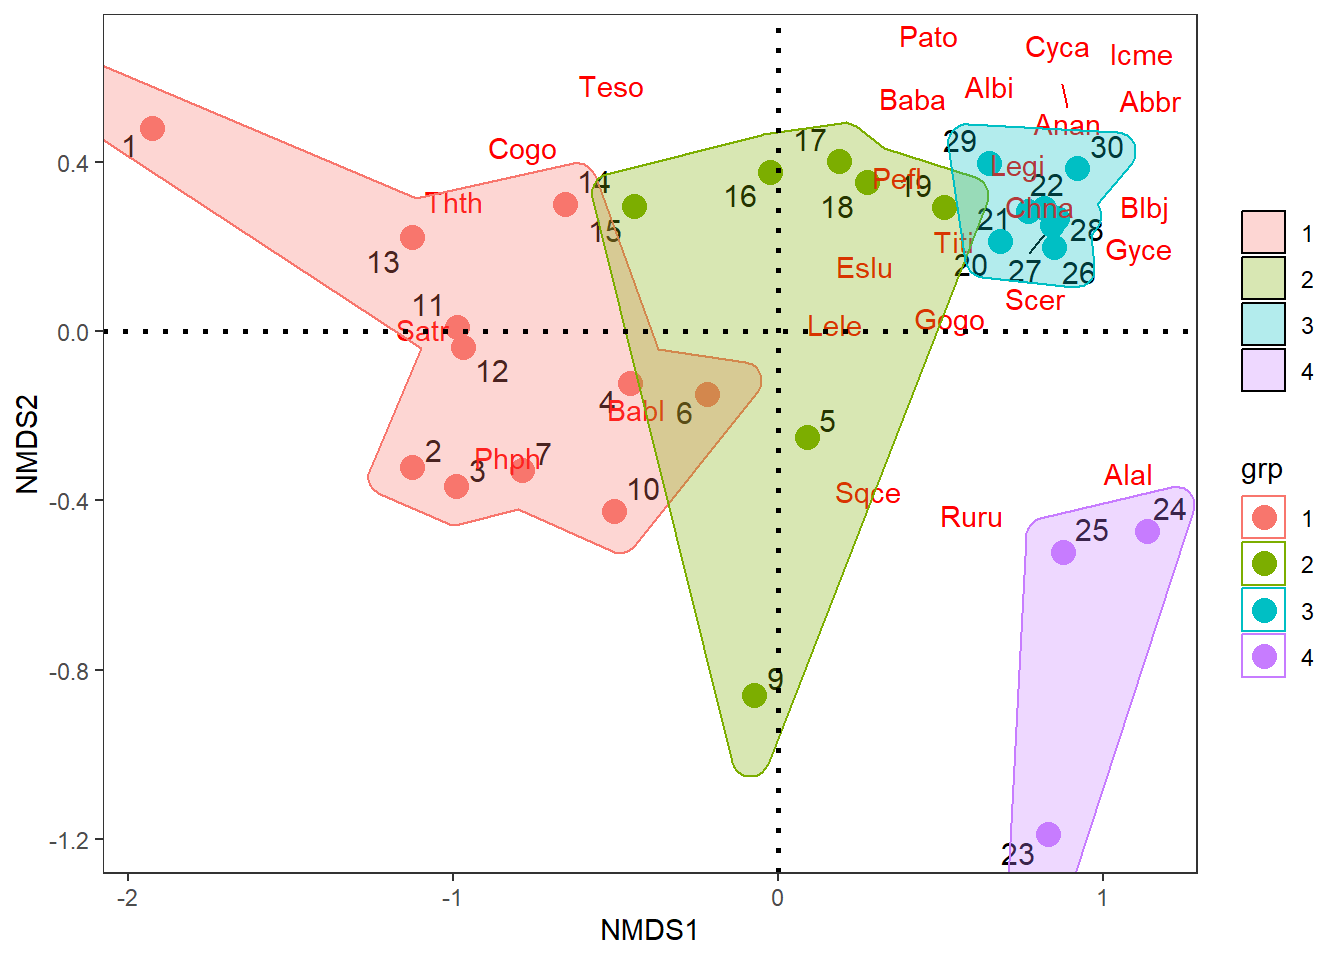 Pato
Cyca
Icme
Teso
Albi
Baba
Abbr
Anan
1
17
29
30
Cogo
Legi
14
Pefl
19
22
16
Thth
18
Chna
Blbj
21
15
Titi
28
Gyce
13
Eslu
20
27
26
11
Scer
Satr
Lele
Gogo
12
4
Babl
6
5
2
Phph
7
3
10
Sqce
Alal
Ruru
24
25
9
23
0.4
0.0
-0.4
-0.8
-1.2
NMDS2
-2
-1
0
1
NMDS1
1
2
3
4
grp
1
2
3
4